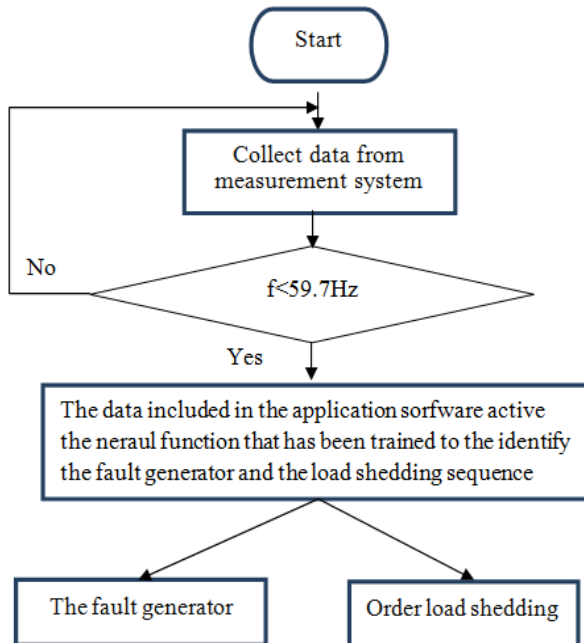 Start
Collect data from
measurement system
No
f<59.7Hz
Yes
The data included in the application sorfware active
the neraul function that has been trained to the identify
the fault generator and the load shedding sequence
The fault generator
Order load shedding